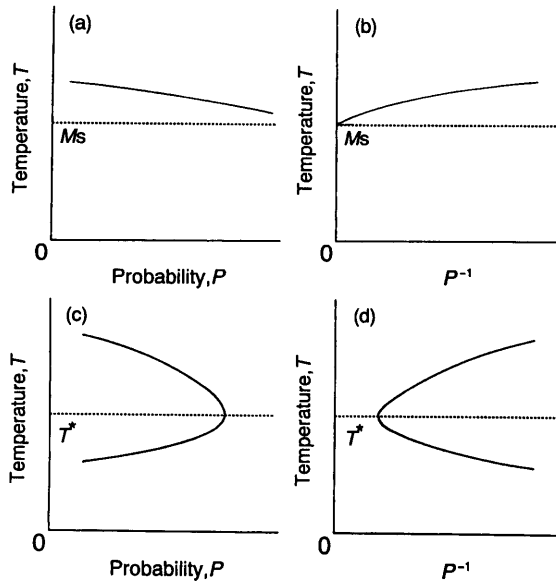 (a)
Temperature, T
Ms
0
Probability, P
(b)
Temperature, T
Ms
0
P⁻¹
(c)
Temperature, T
T*
0
Probability, P
(d)
Temperature, T
T*
0
P⁻¹